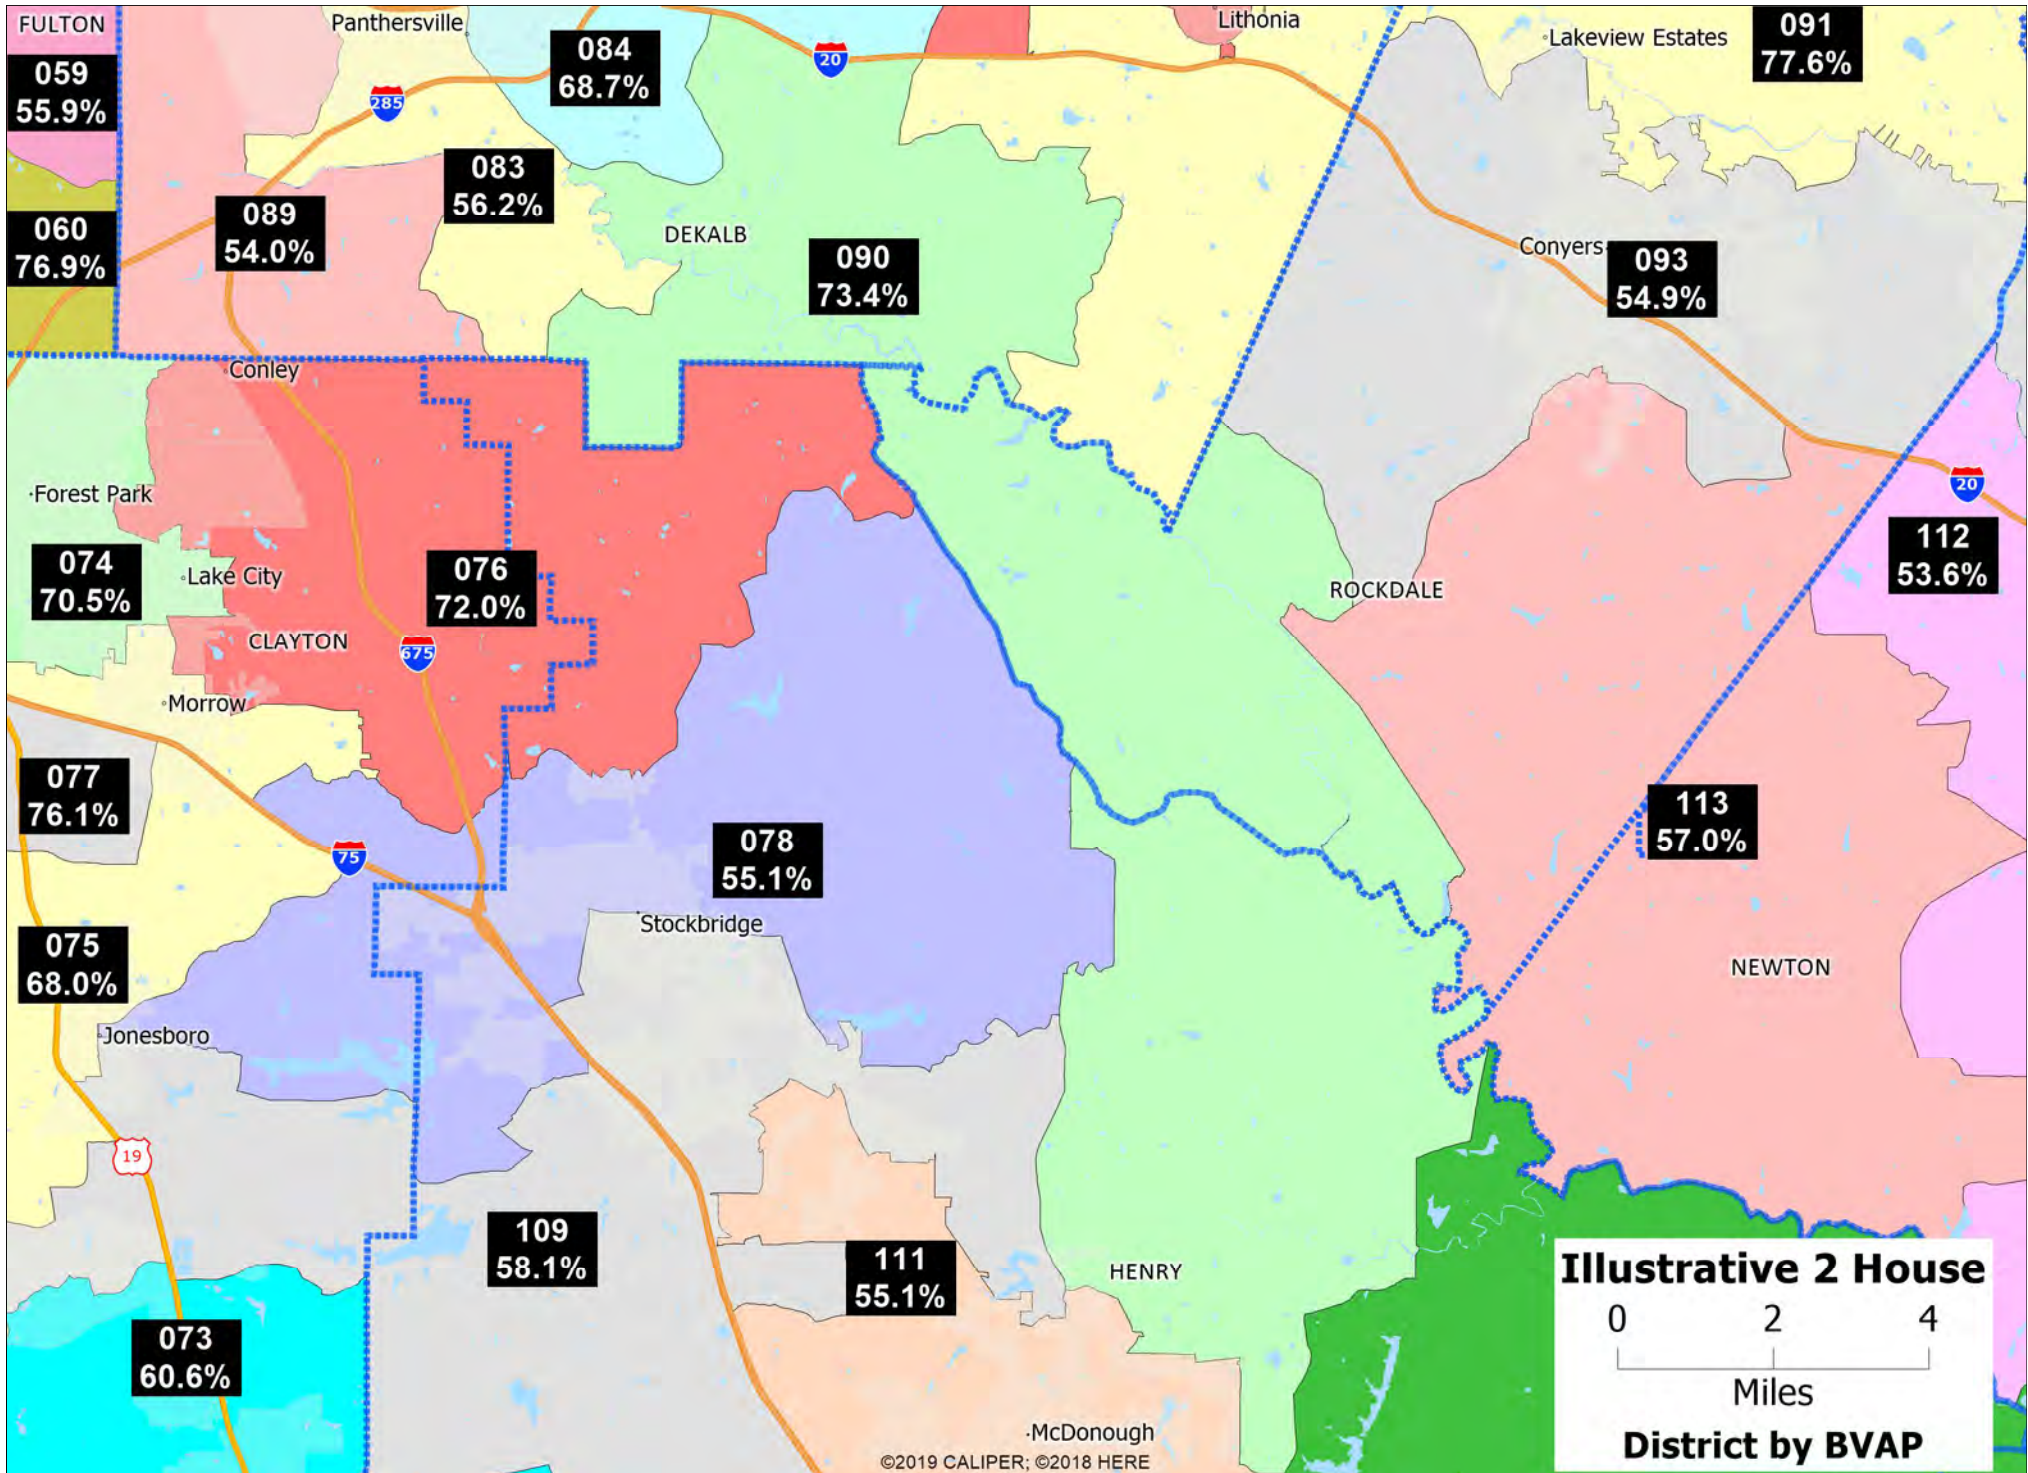 FULTON
Panthersville
Lithonia
084
68.7%
20
Lakeview Estates
091
77.6%
059
55.9%
285
083
56.2%
060
76.9%
089
54.0%
DEKALB
090
73.4%
Conyers
093
54.9%
Conley
Forest Park
20
074
70.5%
Lake City
076
72.0%
112
53.6%
ROCKDALE
CLAYTON
675
Morrow
077
76.1%
113
57.0%
75
078
55.1%
Stockbridge
075
68.0%
NEWTON
Jonesboro
19
109
58.1%
111
55.1%
HENRY
073
60.6%
McDonough
©2019 CALIPER; ©2018 HERE
Illustrative 2 House
0 2 4
Miles
District by BVAP